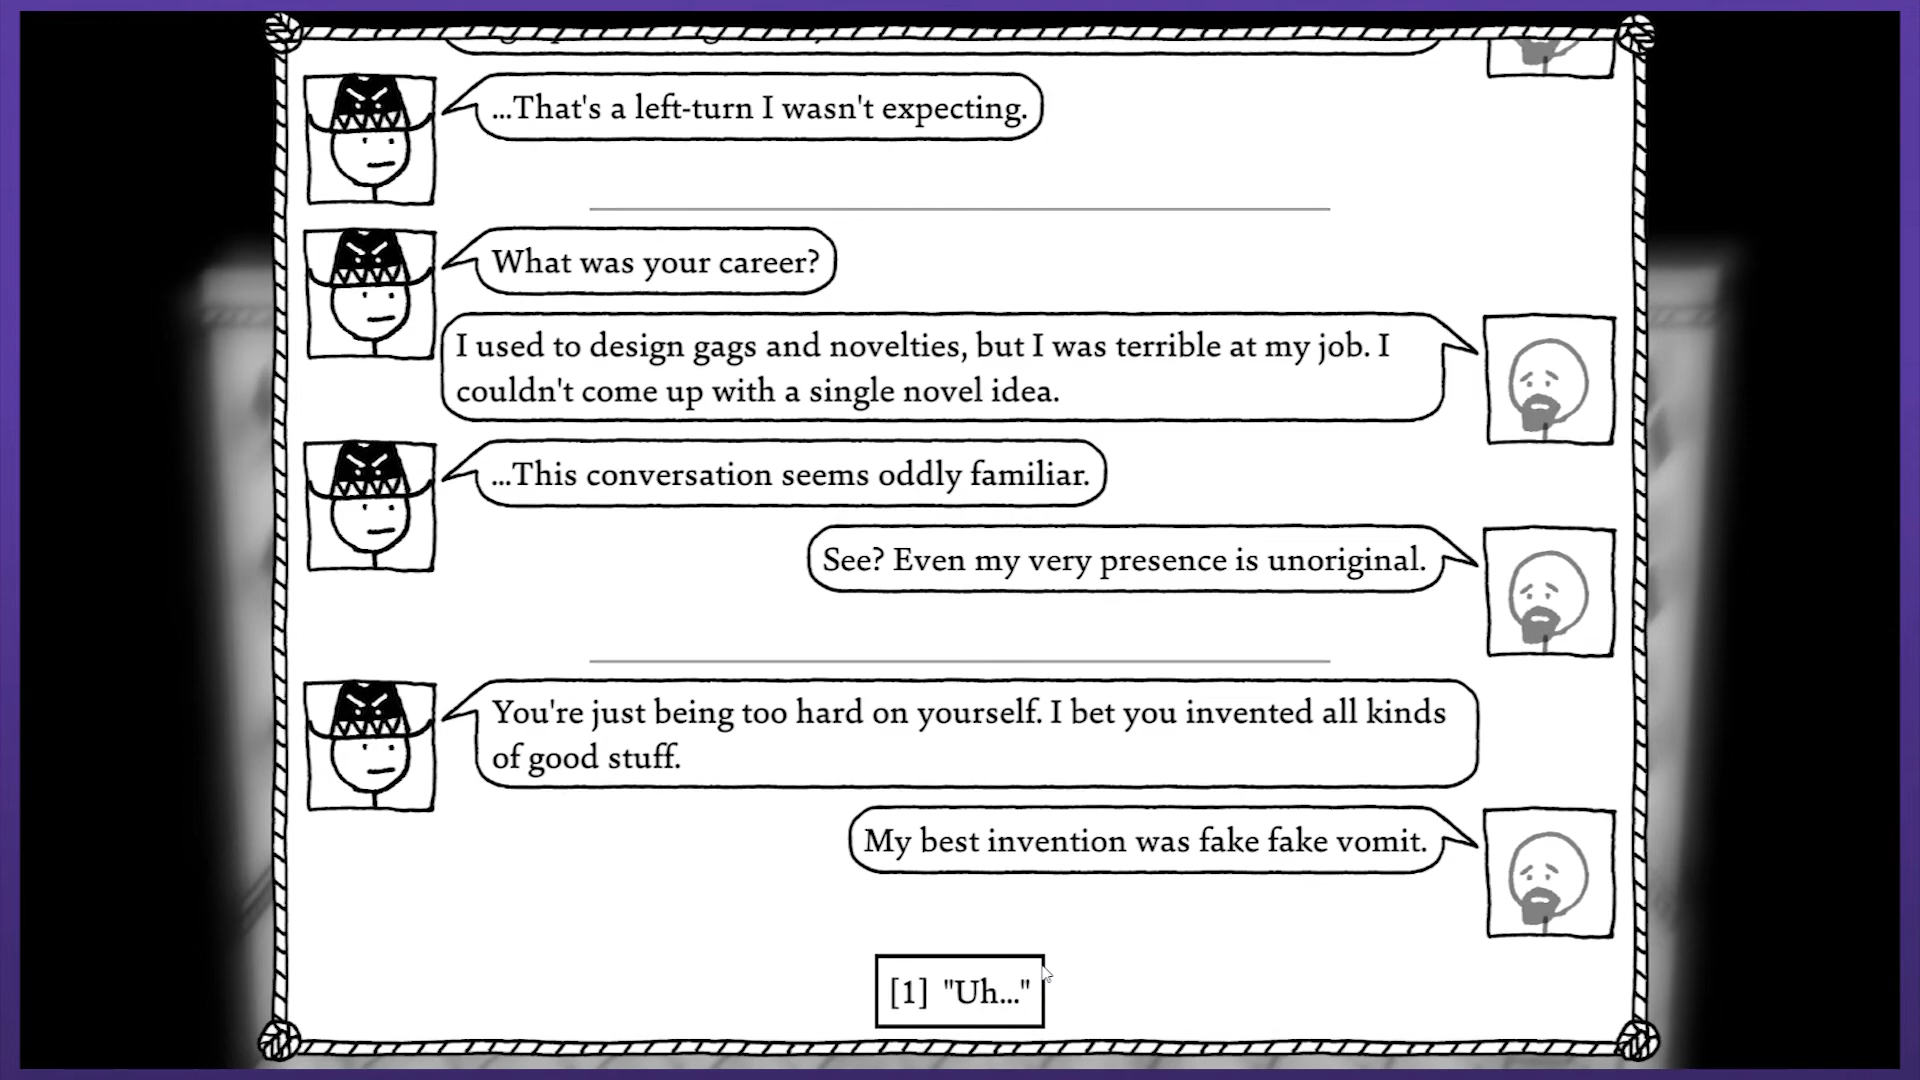 ...That's a left-turn I wasn't expecting.
What was your career?
I used to design gags and novelties, but I was terrible at my job. I
couldn't come up with a single novel idea.
...This conversation seems oddly familiar.
See? Even my very presence is unoriginal.
You're just being too hard on yourself. I bet you invented all kinds
of good stuff.
My best invention was fake fake vomit.
[1] "Uh..."